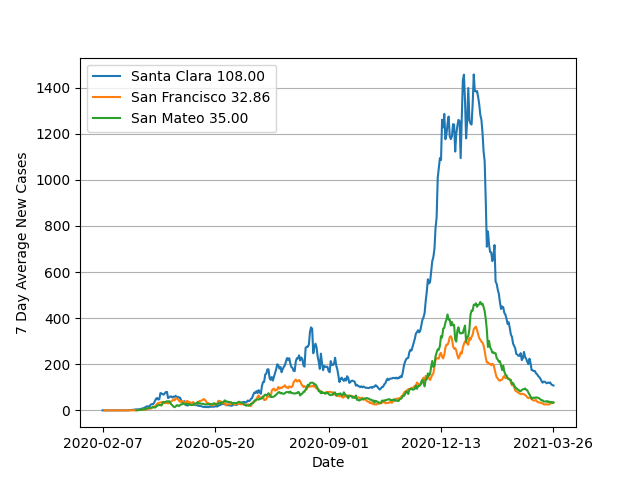 Santa Clara 108.00
San Francisco 32.86
San Mateo 35.00
7 Day Average New Cases
1400
1200
1000
800
600
400
200
0
2020-02-07 2020-05-20 2020-09-01 2020-12-13 2021-03-26
Date